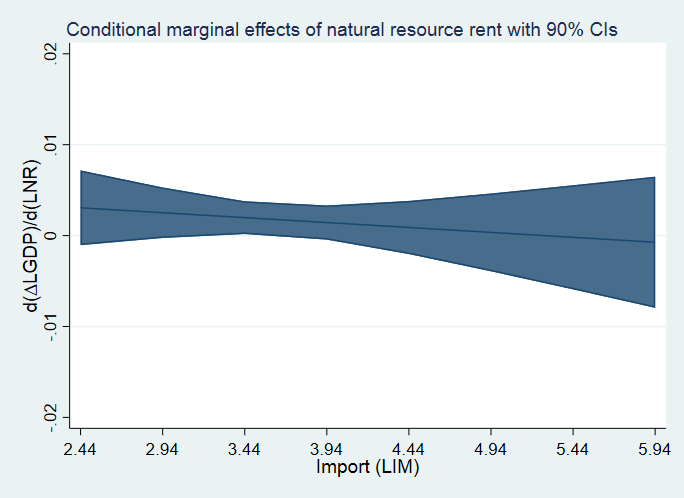 Conditional marginal effects of natural resource rent with 90% CIs
d(ΔLGDP)/d(LNR)
.02
.01
0
-.01
-.02
2.44 2.94 3.44 3.94 4.44 4.94 5.44 5.94
Import (LIM)